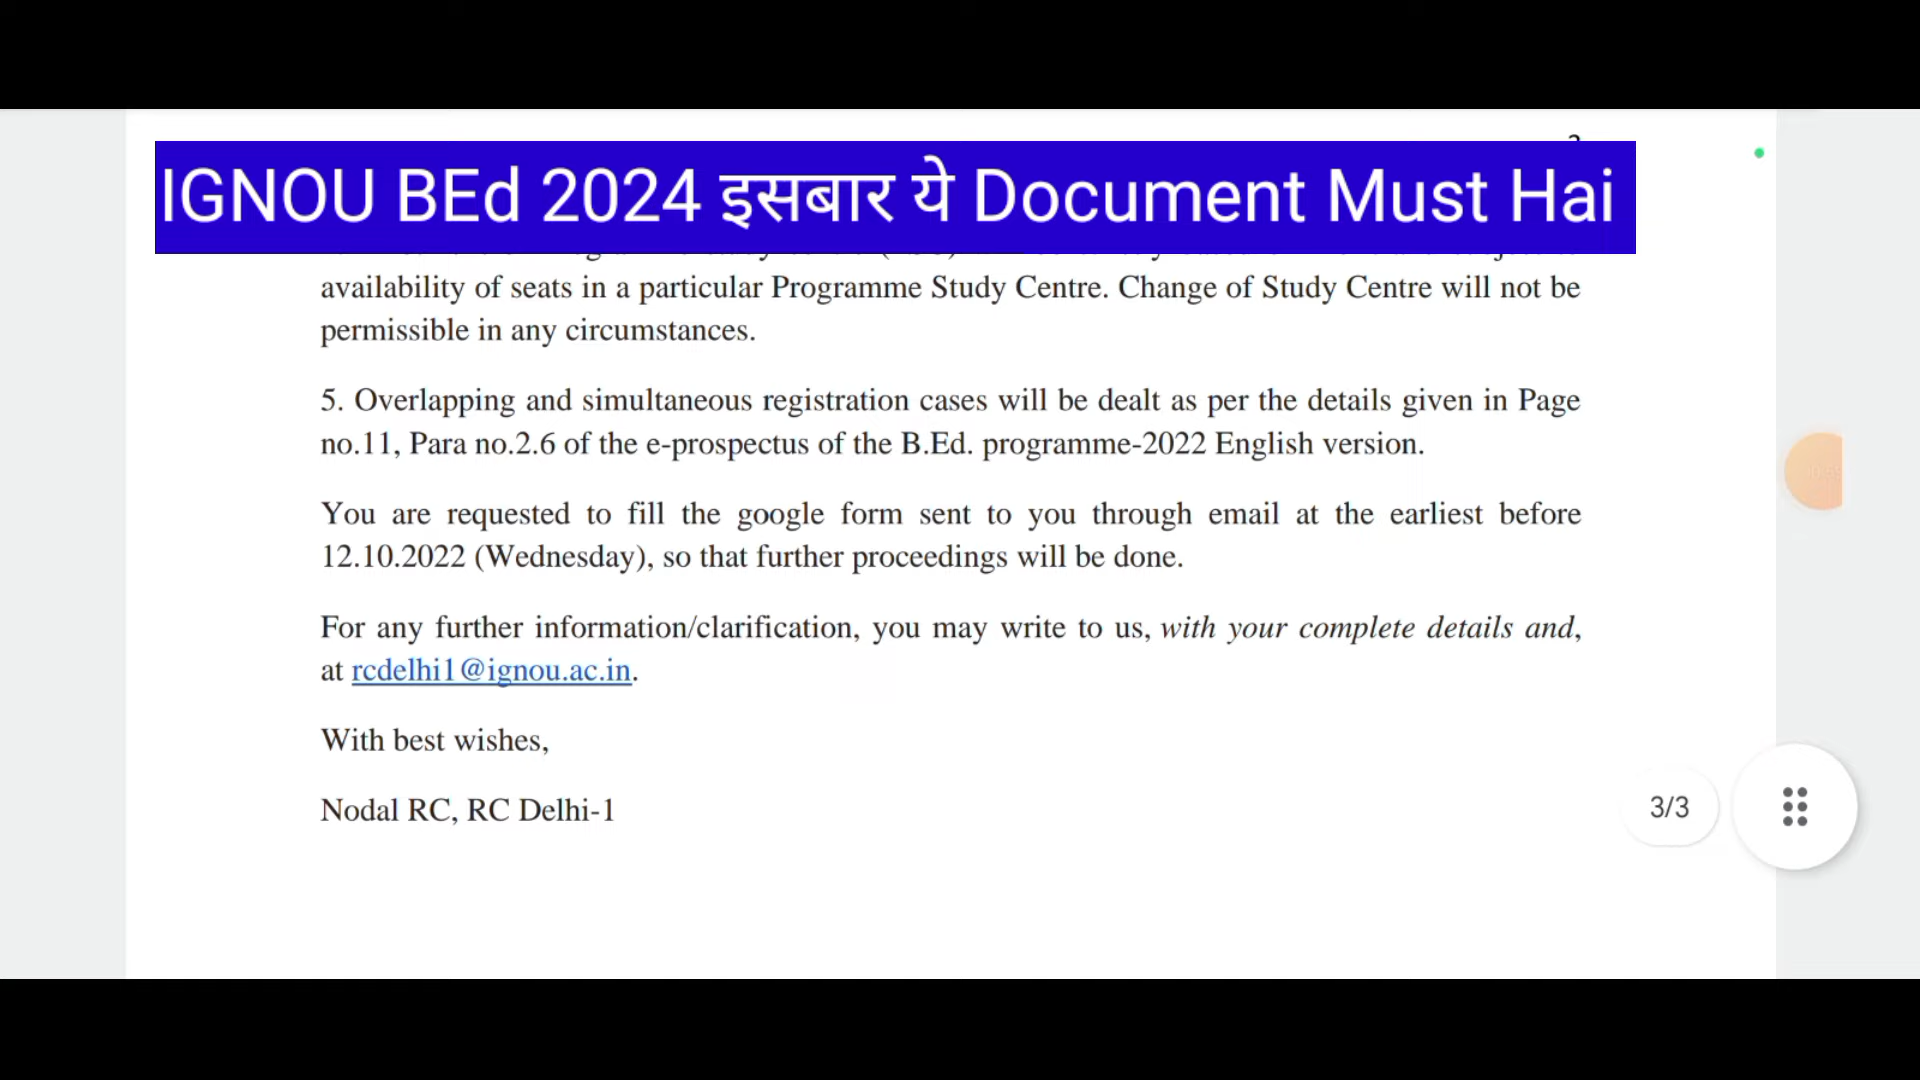 IGNOU BEd 2024 इसबार ये Document Must Hai
availability of seats in a particular Programme Study Centre. Change of Study Centre will not be
permissible in any circumstances.
5. Overlapping and simultaneous registration cases will be dealt as per the details given in Page
no.11, Para no.2.6 of the e-prospectus of the B.Ed. programme-2022 English version.
You are requested to fill the google form sent to you through email at the earliest before
12.10.2022 (Wednesday), so that further proceedings will be done.
For any further information/clarification, you may write to us, with your complete details and,
at rcdelhi1@ignou.ac.in.
With best wishes,
Nodal RC, RC Delhi-1
3/3